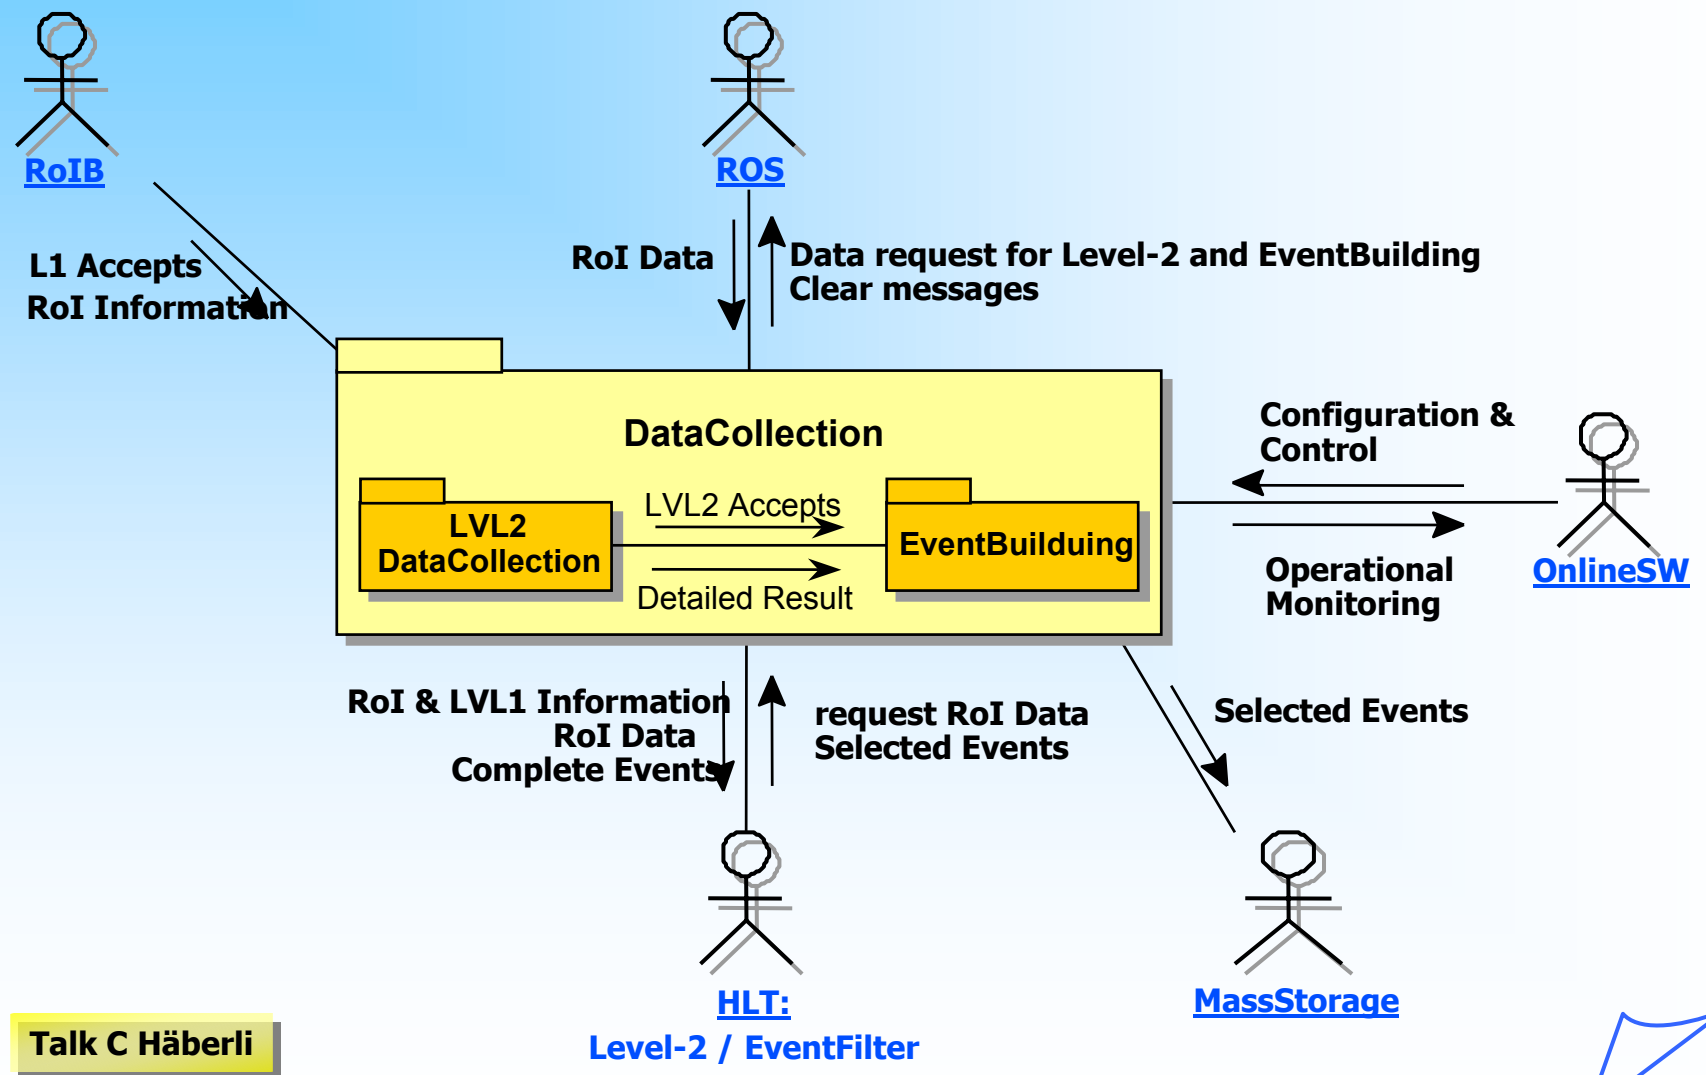 RoIB
ROS
L1 Accepts
RoI Information
RoI Data
Data request for Level-2 and EventBuilding
Clear messages
DataCollection
LVL2
DataCollection
LVL2 Accepts
Detailed Result
EventBuilduing
Configuration &
Control
Operational
Monitoring
OnlineSW
RoI & LVL1 Information
RoI Data
Complete Events
request RoI Data
Selected Events
Selected Events
HLT:
Level-2 / EventFilter
MassStorage
Talk C Häberli